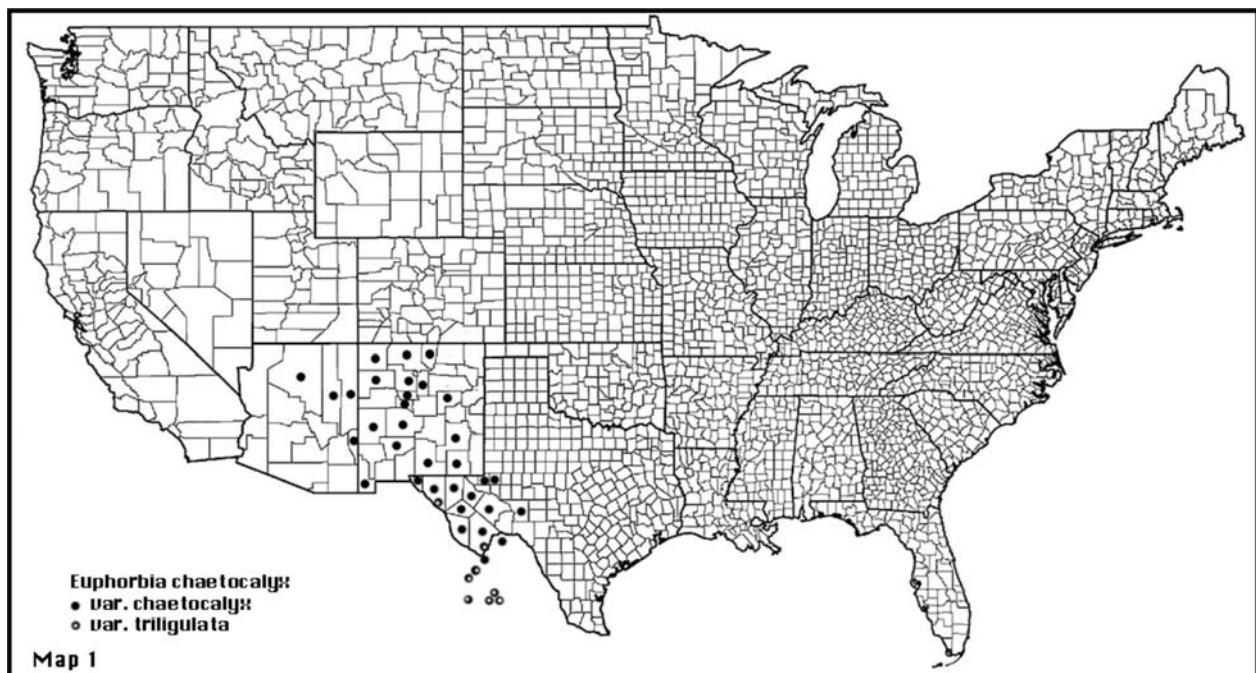 Euphorbia chaetocalyx
var. chaetocalyx
var. triligulata
Map 1